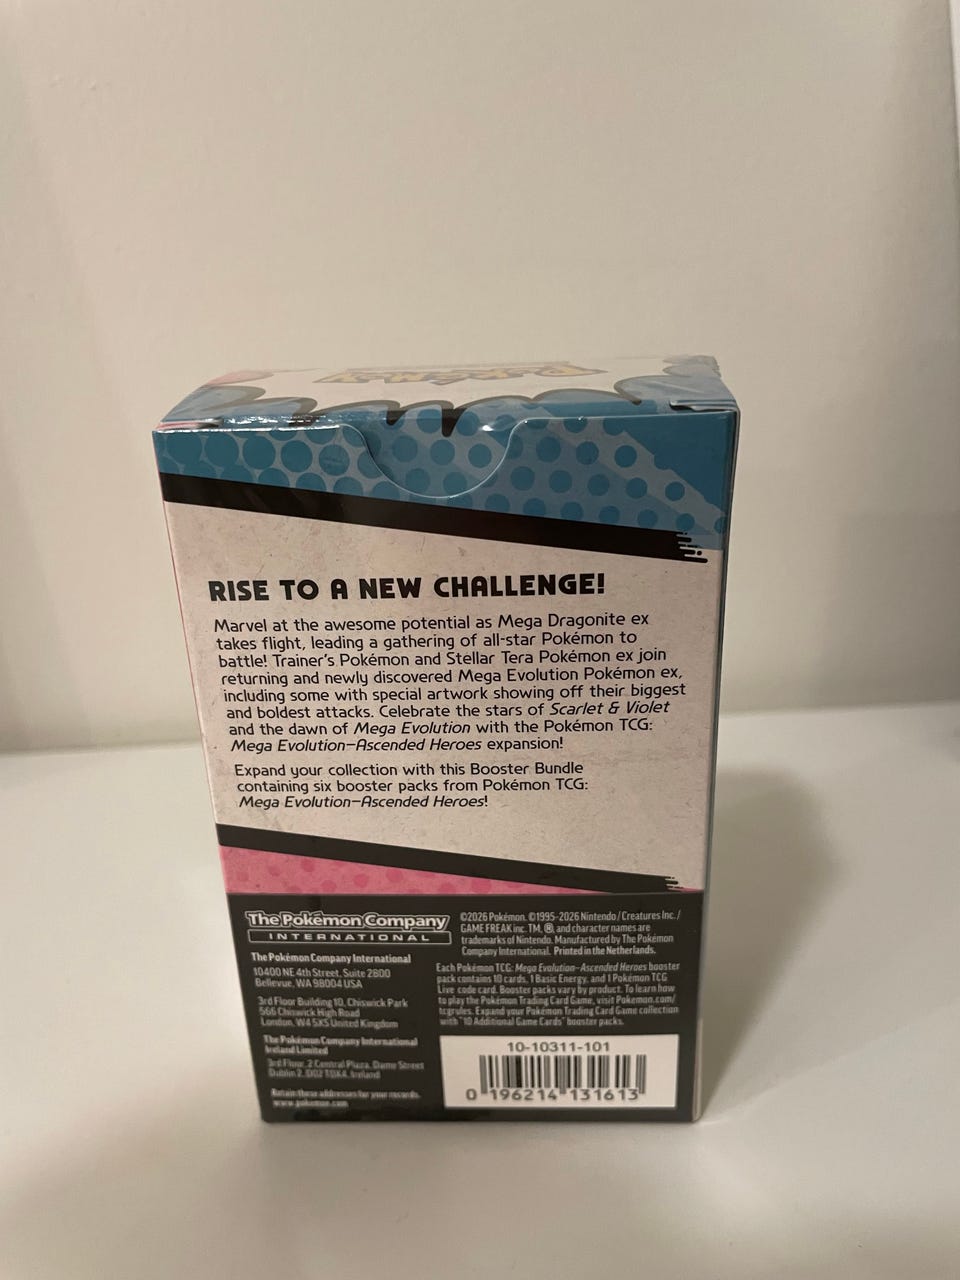 Pokémon
RISE TO A NEW CHALLENGE!
Marvel at the awesome potential as Mega Dragonite ex
takes flight, leading a gathering of all-star Pokémon to
battle! Trainer's Pokémon and Stellar Tera Pokémon ex join
returning and newly discovered Mega Evolution Pokémon ex,
including some with special artwork showing off their biggest
and boldest attacks. Celebrate the stars of Scarlet & Violet
and the dawn of Mega Evolution with the Pokémon TCG:
Mega Evolution—Ascended Heroes expansion!
Expand your collection with this Booster Bundle
containing six booster packs from Pokémon TCG:
Mega Evolution—Ascended Heroes!
The Pokémon Company
INTERNATIONAL
The Pokémon Company International
10400 NE 4th Street, Suite 2800
Bellevue, WA 98004 USA
3rd Floor Building 10, Chiswick Park
566 Chiswick High Road
London, W4 5XS United Kingdom
The Pokémon Company International
Ireland Limited
3rd Floor, 2 Central Plaza, Dame Street
Dublin 2, D02 T0X4, Ireland
Retain these addresses for your records.
www.pokemon.com
©2026 Pokémon. ©1995-2026 Nintendo / Creatures Inc. /
GAME FREAK inc. TM, ®, and character names are
trademarks of Nintendo. Manufactured by The Pokémon
Company International. Printed in the Netherlands.
Each Pokémon TCG: Mega Evolution—Ascended Heroes booster
pack contains 10 cards, 1 Basic Energy, and 1 Pokémon TCG
Live code card. Booster packs vary by product. To learn how
to play the Pokémon Trading Card Game, visit Pokemon.com/
tcgrules. Expand your Pokémon Trading Card Game collection
with "10 Additional Game Cards" booster packs.
10-10311-101
0 196214 131613